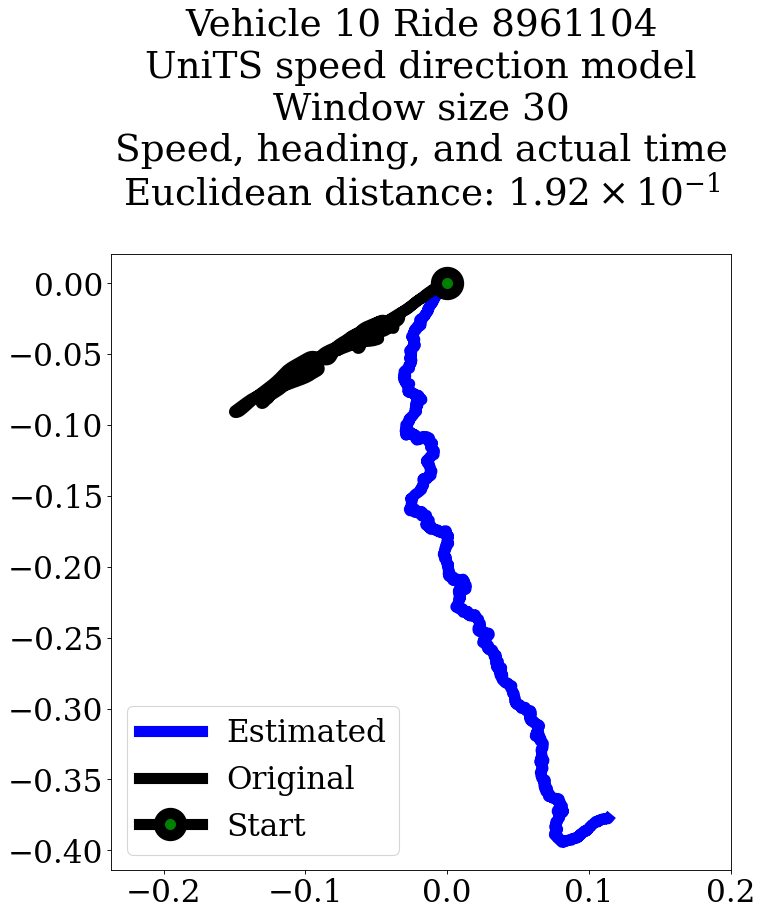 Vehicle 10 Ride 8961104
UniTS speed direction model
Window size 30
Speed, heading, and actual time
Euclidean distance: 1.92 × 10⁻¹
0.00
−0.05
−0.10
−0.15
−0.20
−0.25
−0.30
−0.35
−0.40
Estimated
Original
Start
−0.2
−0.1
0.0
0.1
0.2